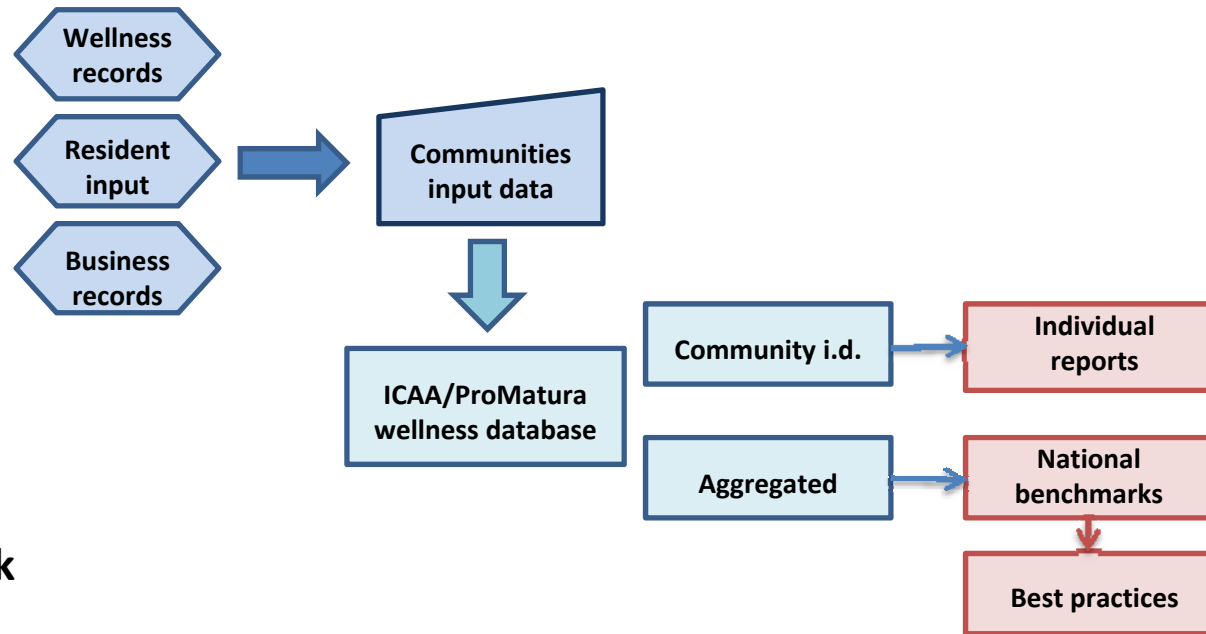 Wellness
records
Resident
input
Business
records
Communities
input data
ICAA/ProMatura
wellness database
Community i.d.
Individual
reports
Aggregated
National
benchmarks
Best practices
k